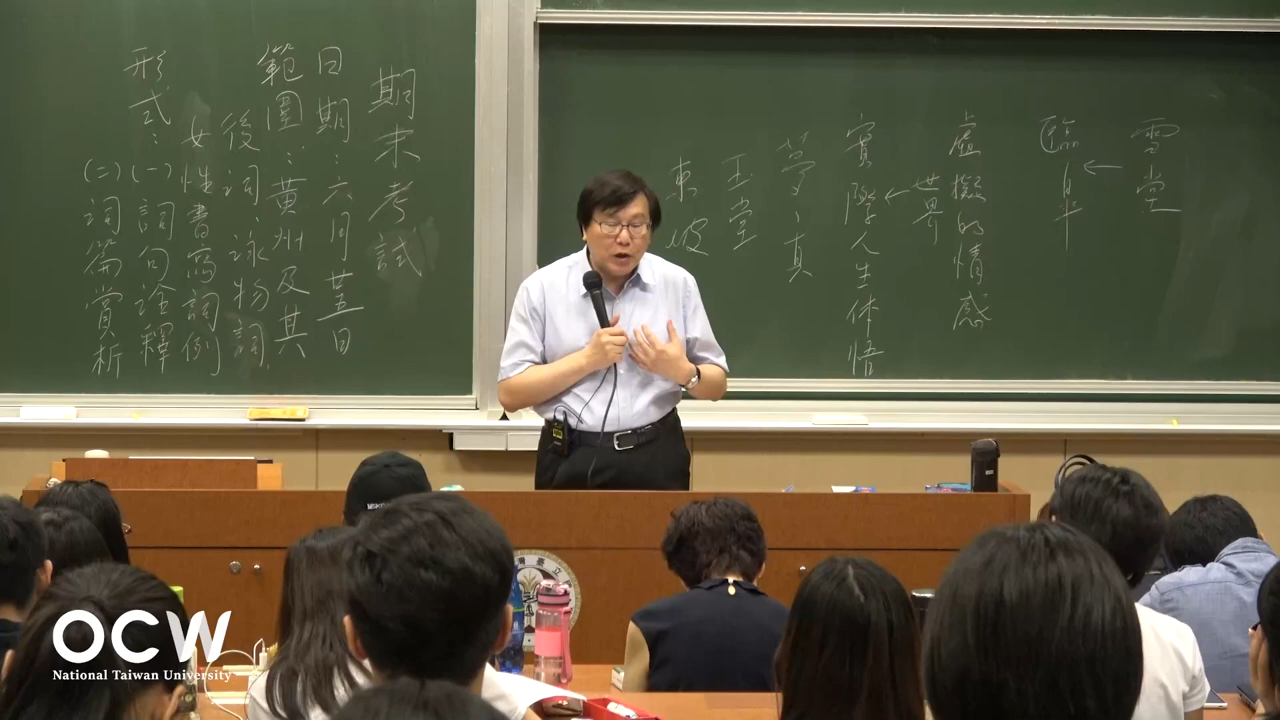 雪堂
臨皋
虛擬的情感
世界
實際人生体悟
夢、真
玉堂
東坡
期末考試
日期：六月廿五日
範圍：黃州及其
後詞、詠物詞
女性書寫詞例
形式：(一)詞句詮釋
(二)詞篇賞析
OCW
National Taiwan University